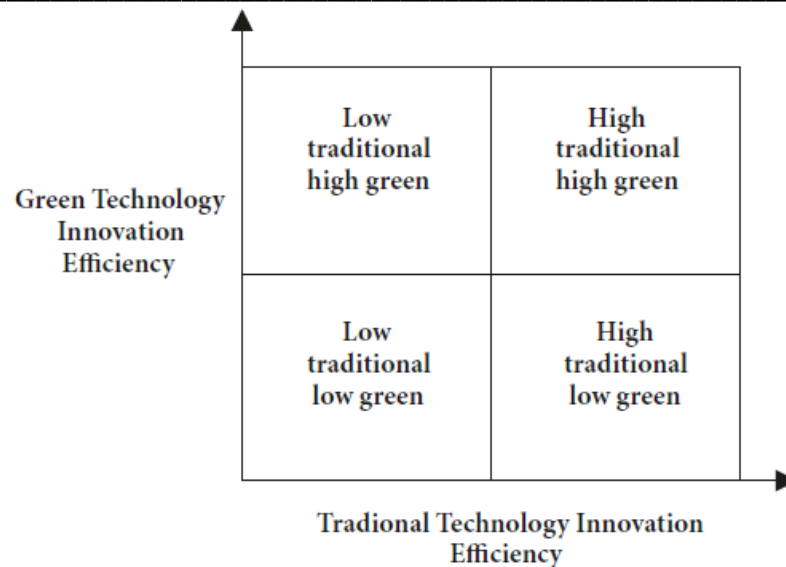 Low
traditional
high green
High
traditional
high green
Green Technology
Innovation
Efficiency
Low
traditional
low green
High
traditional
low green
Tradional Technology Innovation
Efficiency